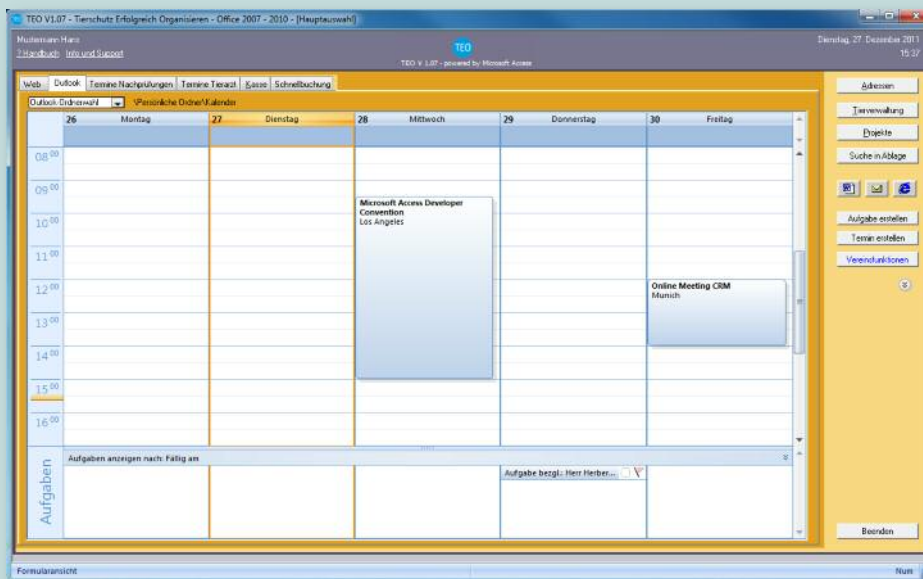 TEO V1.07 - Tierschutz Erfolgreich Organisieren - Office 2007 - 2010 - [Hauptauswahl]
Mustermann Hans
Dienstag, 27. Dezember 2011
? Handbuch Info und Support
TEO
15:37
TEO V 1.07 - powered by Microsoft Access
Web Outlook Termine Nachprüfungen Termine Tierarzt Kasse Schnellbuchung
Outlook-Ordnerwahl \\Persönliche Ordner\Kalender
26 Montag 27 Dienstag 28 Mittwoch 29 Donnerstag 30 Freitag
08 00
09 00
10 00
11 00
12 00
13 00
14 00
15 00
16 00
Microsoft Access Developer
Convention
Los Angeles
Online Meeting CRM
Munich
Aufgaben
Aufgaben anzeigen nach: Fällig am
Aufgabe bezgl.: Herr Herber...
Adressen
Tierverwaltung
Projekte
Suche in Ablage
Aufgabe erstellen
Termin erstellen
Vereinsfunktionen
Beenden
Formularansicht
Num